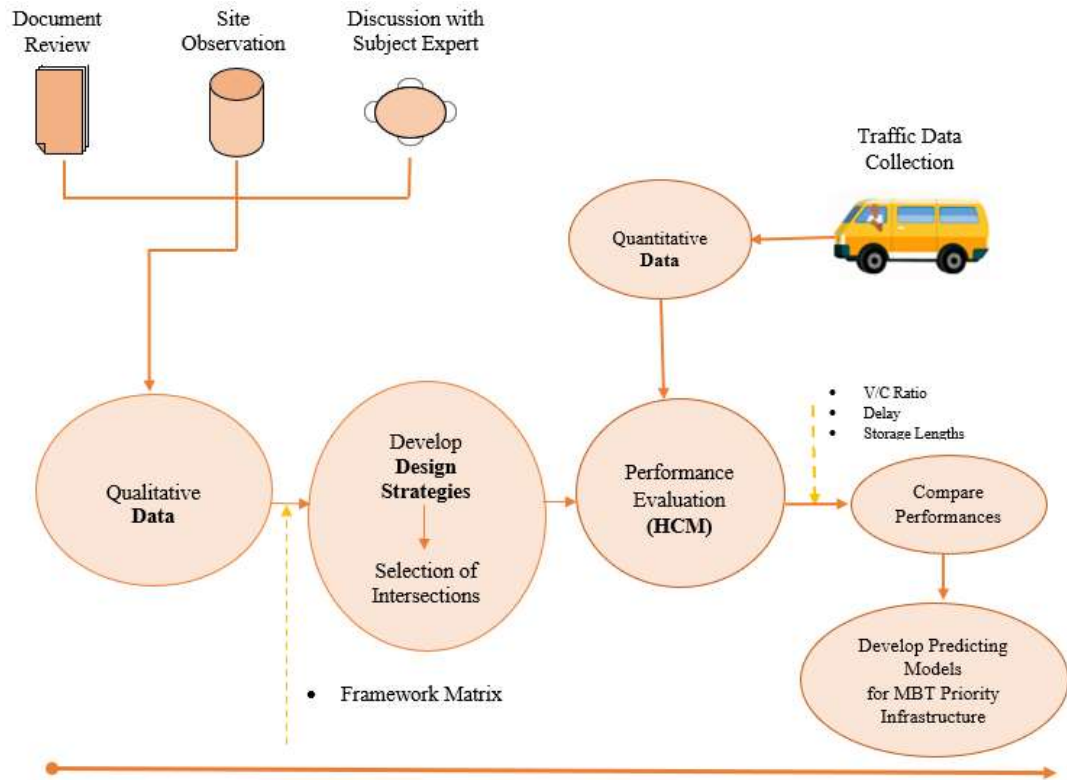 Document
Review
Site
Observation
Discussion with
Subject Expert
Traffic Data
Collection
Quantitative
Data
• V/C Ratio
• Delay
• Storage Lengths
Qualitative
Data
Develop
Design
Strategies
Selection of
Intersections
Performance
Evaluation
(HCM)
Compare
Performances
• Framework Matrix
Develop Predicting
Models
for MBT Priority
Infrastructure